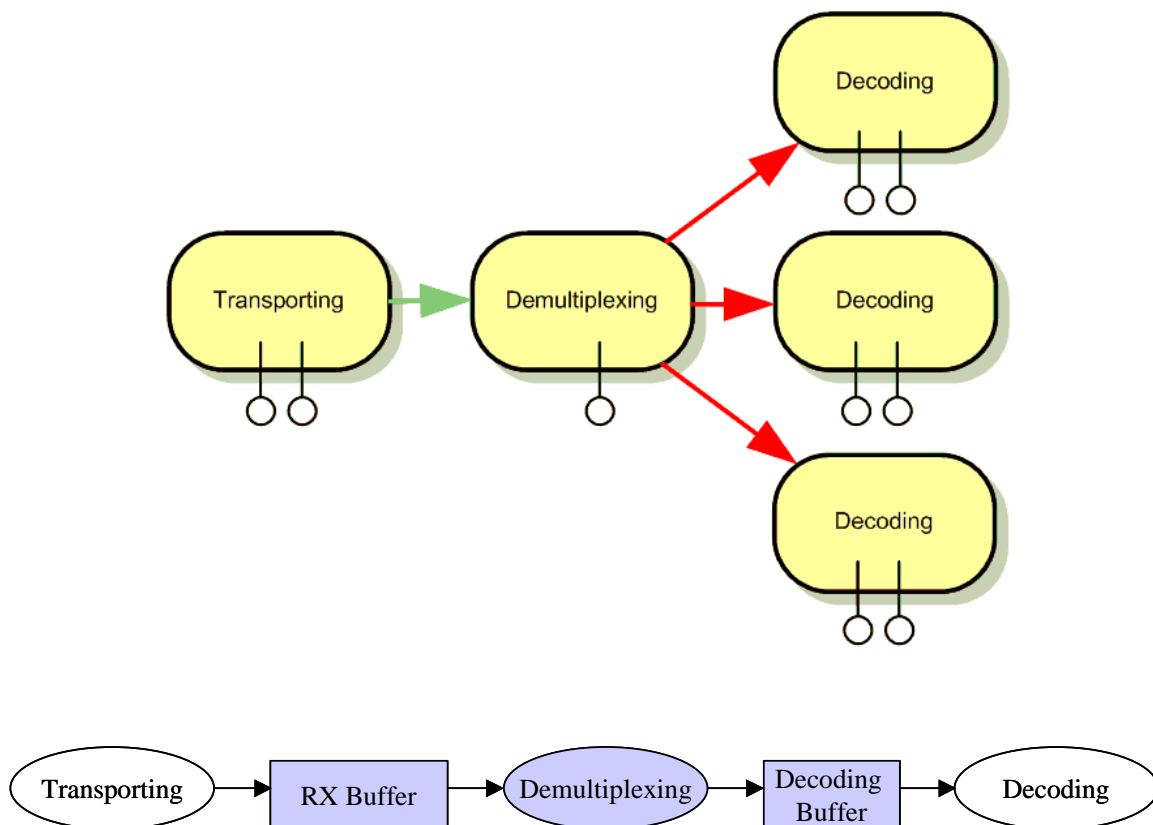 Decoding
Transporting
Demultiplexing
Decoding
Decoding
Transporting
RX Buffer
Demultiplexing
Decoding
Buffer
Decoding